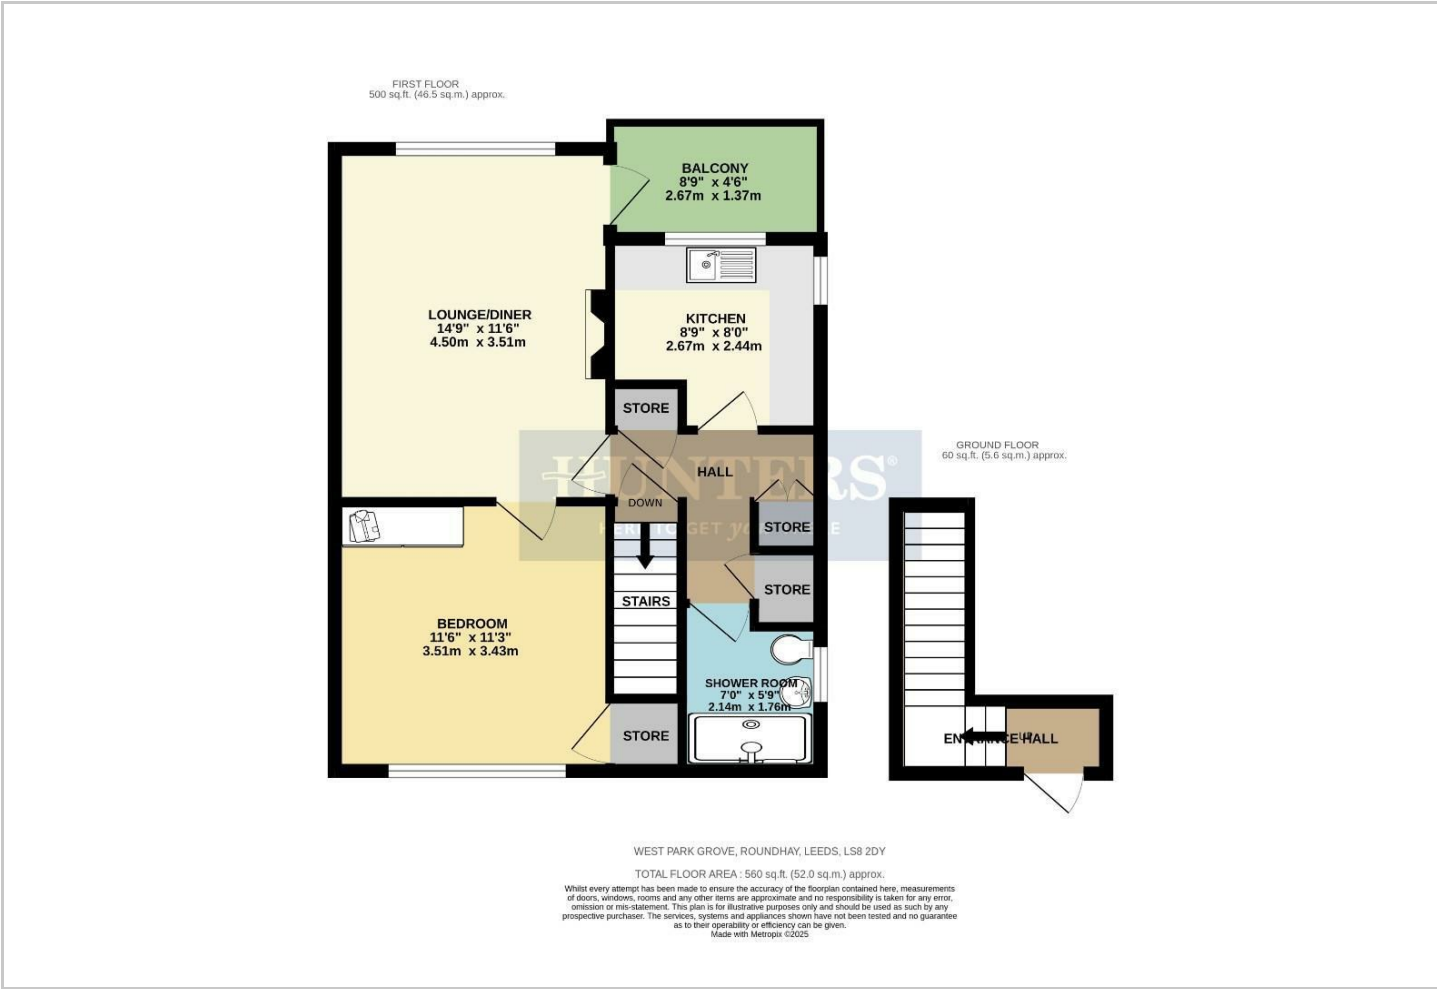 FIRST FLOOR
500 sq.ft. (46.5 sq.m.) approx.
BALCONY
8'9" x 4'6"
2.67m x 1.37m
LOUNGE/DINER
14'9" x 11'6"
4.50m x 3.51m
KITCHEN
8'9" x 8'0"
2.67m x 2.44m
STORE
HALL
HUNTERS®
HERE TO GET
DOWN
STORE
STORE
STAIRS
BEDROOM
11'6" x 11'3"
3.51m x 3.43m
SHOWER ROOM
7'0" x 5'9"
2.14m x 1.76m
STORE
GROUND FLOOR
60 sq.ft. (5.6 sq.m.) approx.
ENTRANCE HALL
UP
WEST PARK GROVE, ROUNDHAY, LEEDS, LS8 2DY
TOTAL FLOOR AREA : 560 sq.ft. (52.0 sq.m.) approx.
Whilst every attempt has been made to ensure the accuracy of the floorplan contained here, measurements
of doors, windows, rooms and any other items are approximate and no responsibility is taken for any error,
omission or mis-statement. This plan is for illustrative purposes only and should be used as such by any
prospective purchaser. The services, systems and appliances shown have not been tested and no guarantee
as to their operability or efficiency can be given.
Made with Metropix ©2025